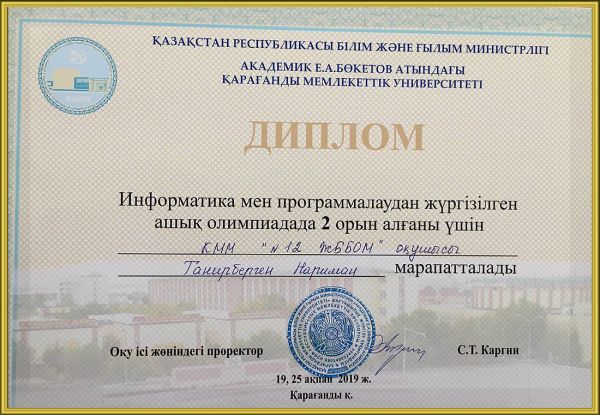 ҚАЗАҚСТАН РЕСПУБЛИКАСЫ БІЛІМ ЖӘНЕ ҒЫЛЫМ МИНИСТРЛІГІ
АКАДЕМИК Е.А.БӨКЕТОВ АТЫНДАҒЫ
ҚАРАҒАНДЫ МЕМЛЕКЕТТІК УНИВЕРСИТЕТІ
ДИПЛОМ
Информатика мен программалаудан жүргізілген
ашық олимпиадада 2 орын алғаны үшін
КММ "№12 ЖББОМ" оқушысы
Танирберген Нариман марапатталады
Оқу ісі жөніндегі проректор
С.Т. Каргин
19, 25 ақпан 2019 ж.
Қарағанды қ.